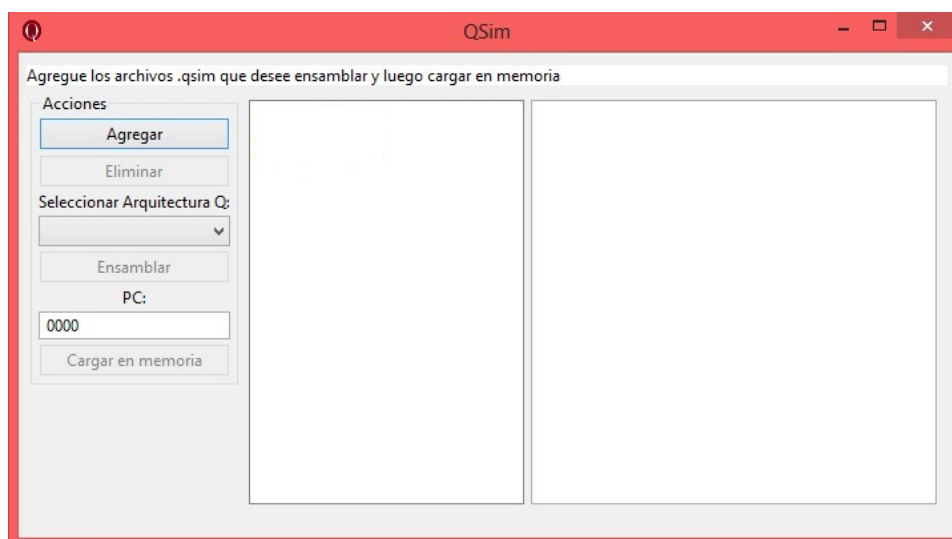 QSim
Agregue los archivos .qsim que desee ensamblar y luego cargar en memoria
Acciones
Agregar
Eliminar
Seleccionar Arquitectura Q:
Ensamblar
PC:
0000
Cargar en memoria